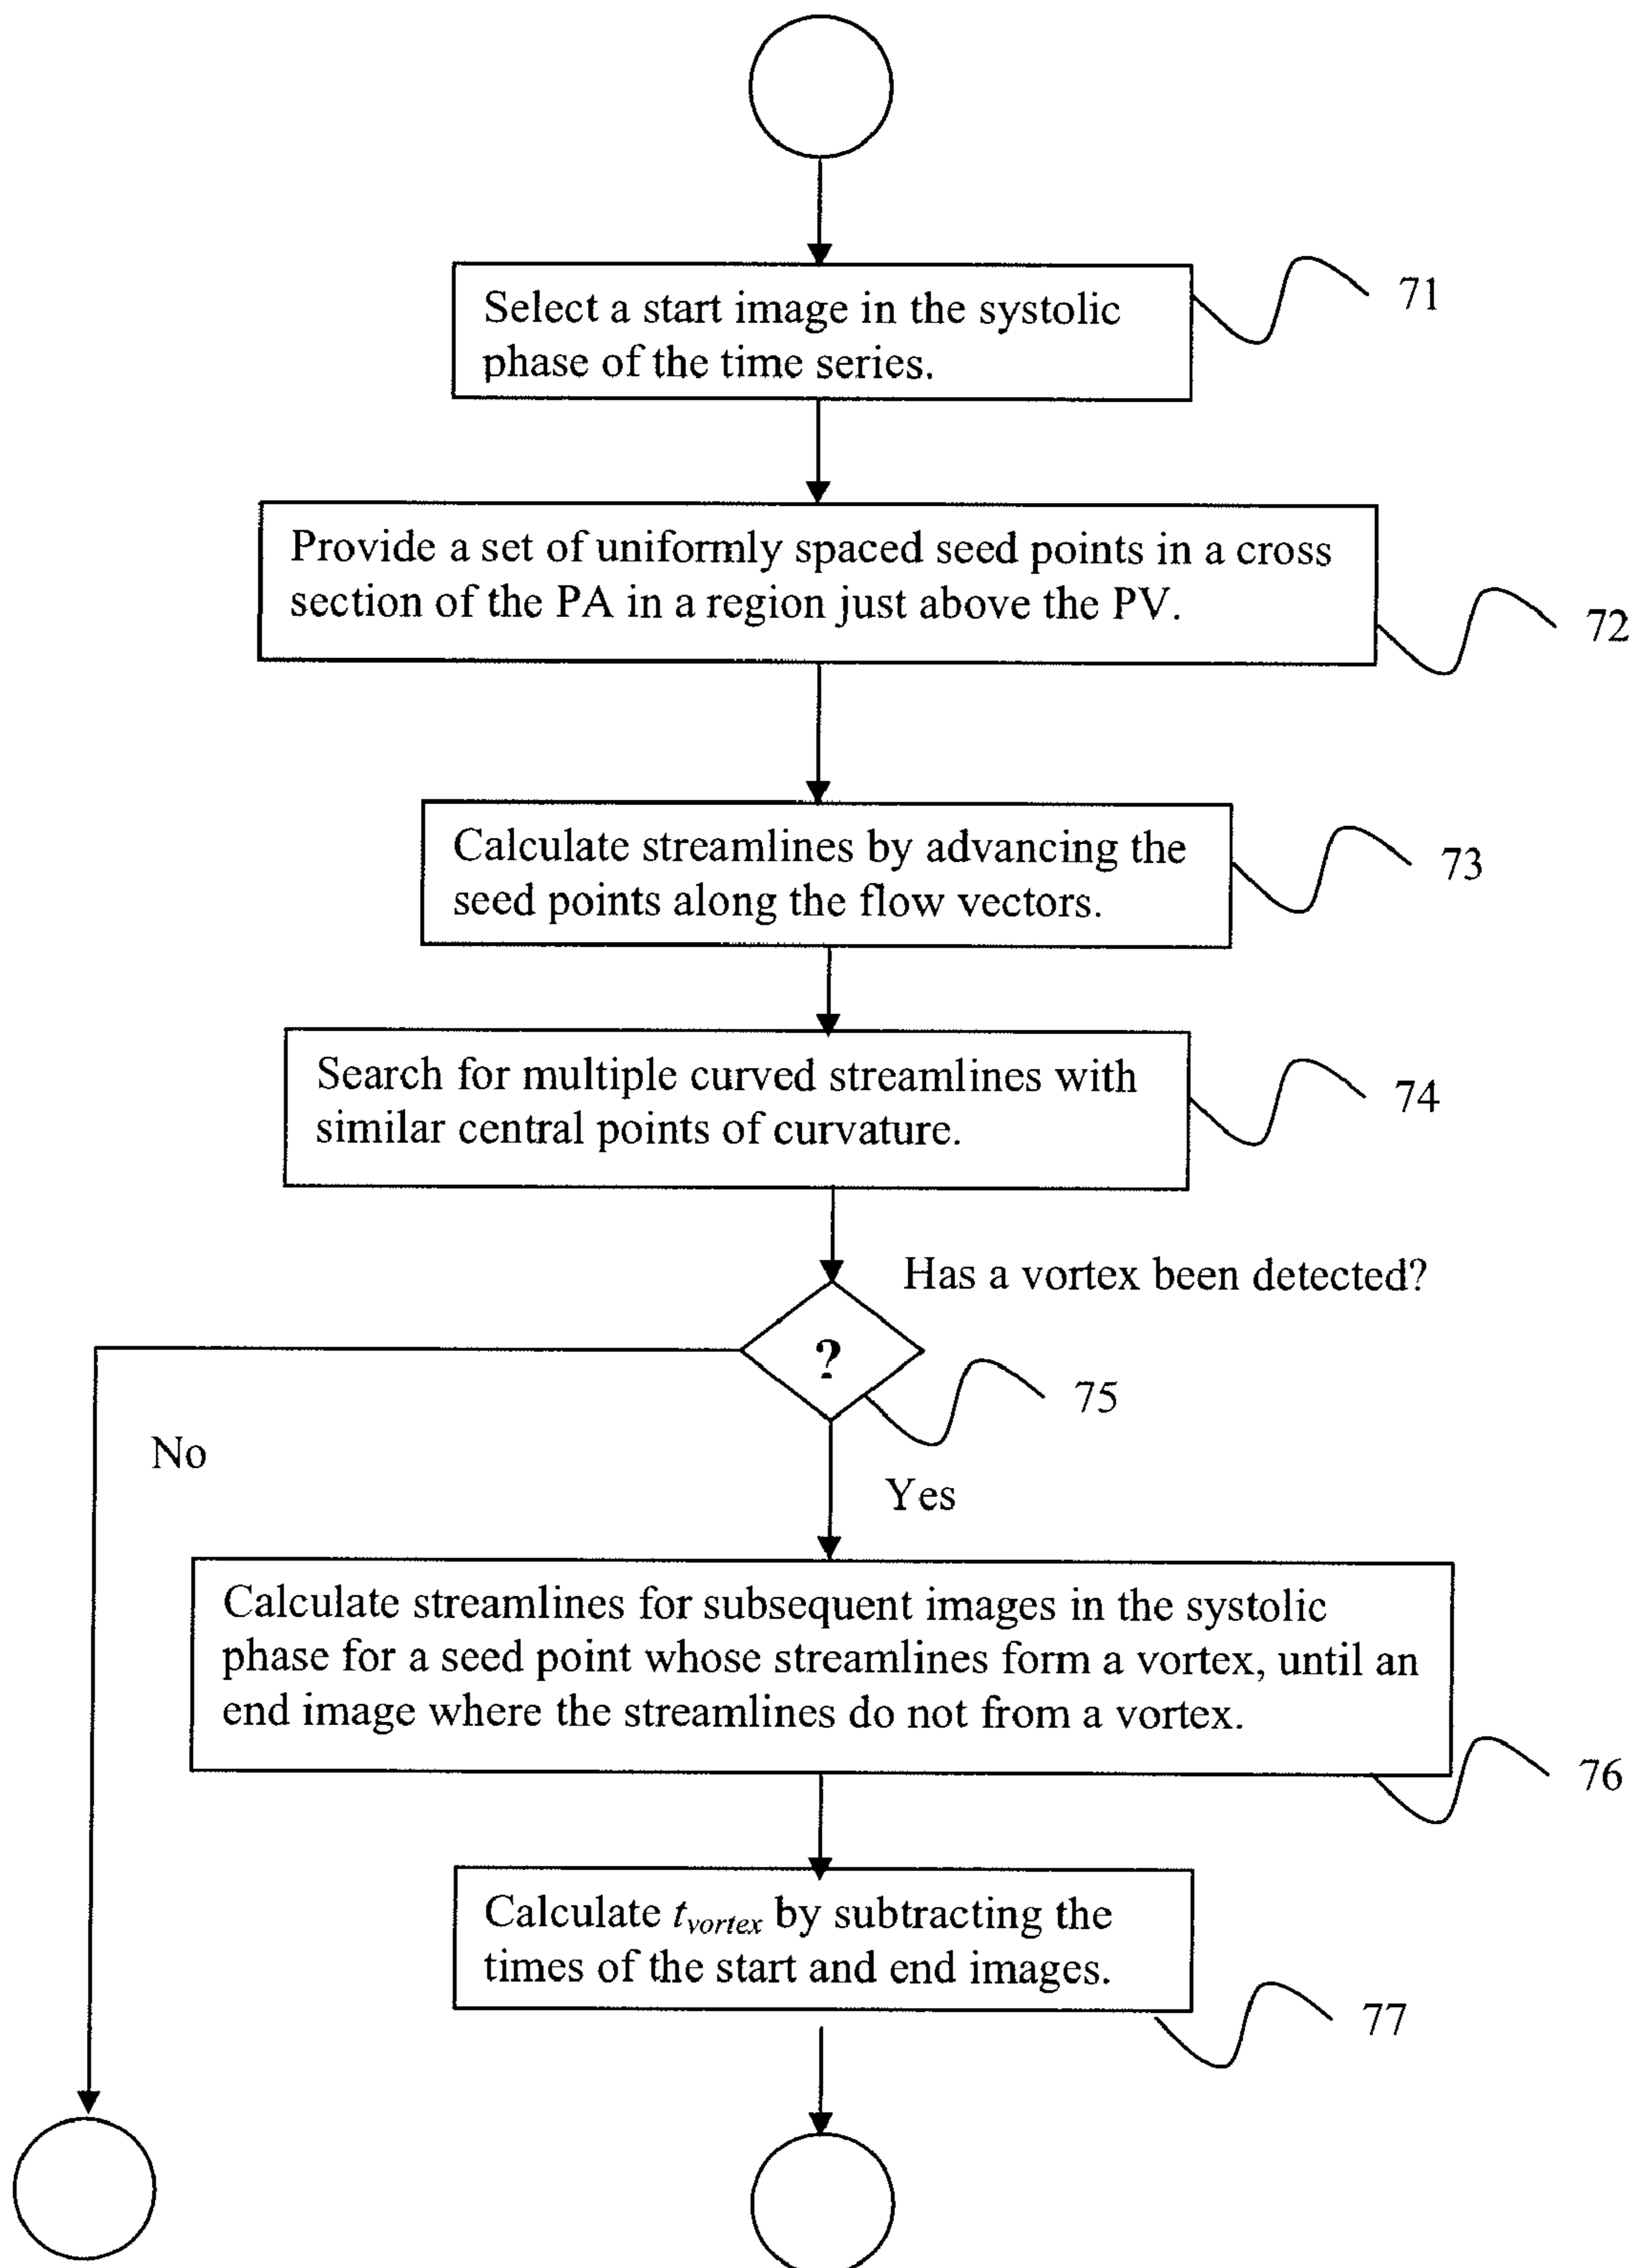 Select a start image in the systolic
phase of the time series.
71
Provide a set of uniformly spaced seed points in a cross
section of the PA in a region just above the PV.
72
Calculate streamlines by advancing the
seed points along the flow vectors.
73
Search for multiple curved streamlines with
similar central points of curvature.
74
Has a vortex been detected?
?
75
No
Yes
Calculate streamlines for subsequent images in the systolic
phase for a seed point whose streamlines form a vortex, until an
end image where the streamlines do not from a vortex.
76
Calculate tvortex by subtracting the
times of the start and end images.
77